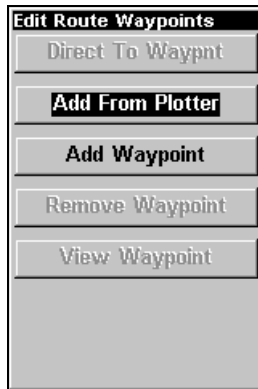 Edit Route Waypoints
Direct To Waypnt
Add From Plotter
Add Waypoint
Remove Waypoint
View Waypoint